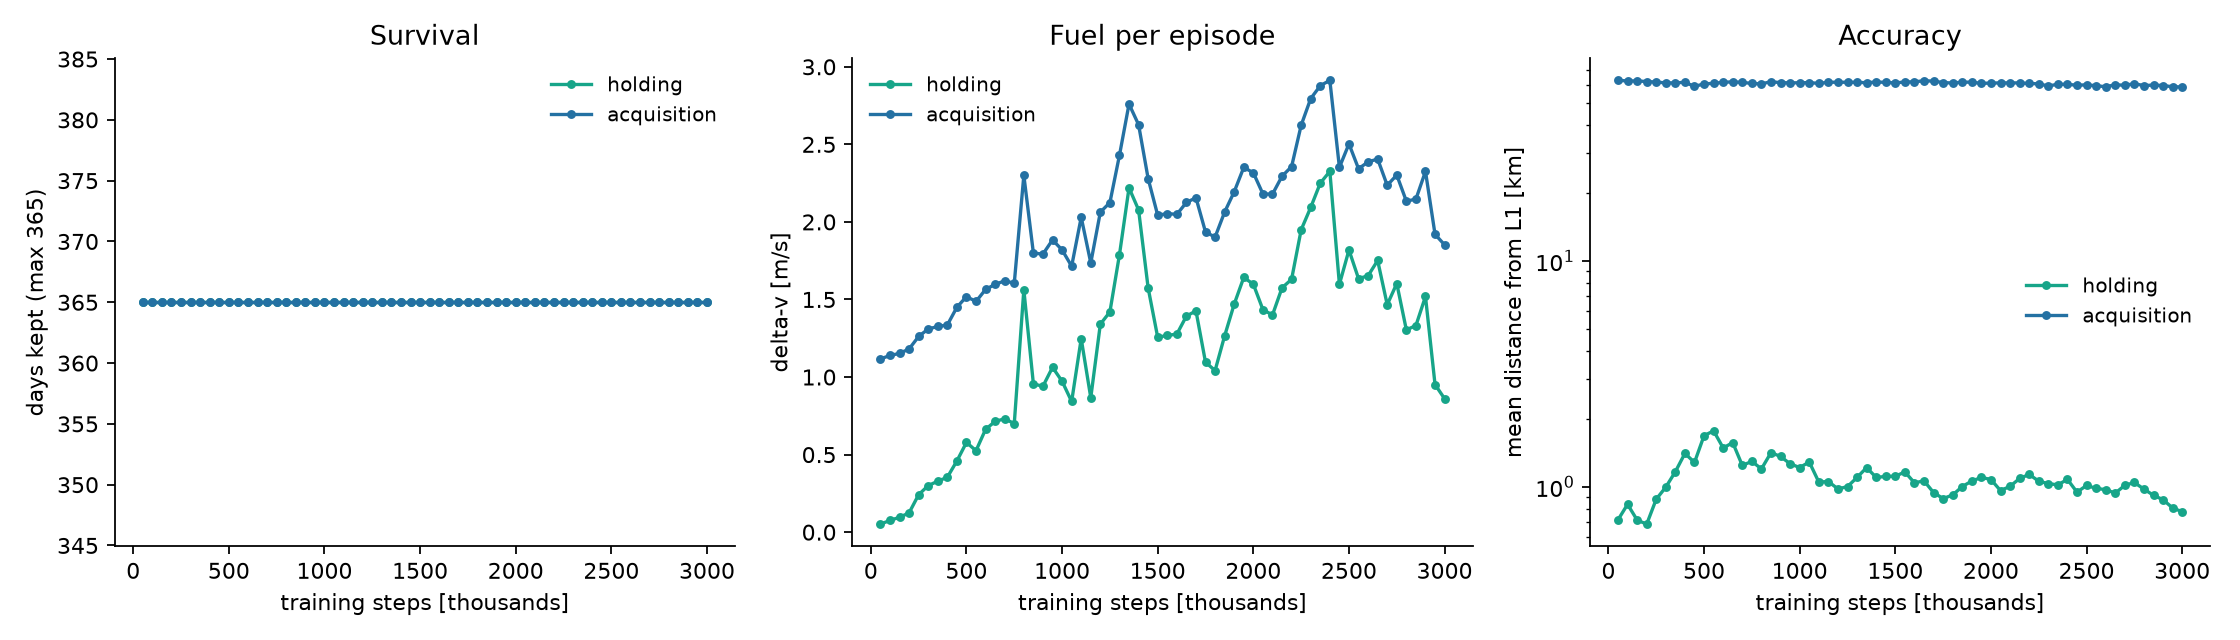 Survival
days kept (max 365)
385
380
375
370
365
360
355
350
345
holding
acquisition
0 500 1000 1500 2000 2500 3000
training steps [thousands]
Fuel per episode
delta-v [m/s]
3.0
2.5
2.0
1.5
1.0
0.5
0.0
holding
acquisition
0 500 1000 1500 2000 2500 3000
training steps [thousands]
Accuracy
mean distance from L1 [km]
10¹
10⁰
holding
acquisition
0 500 1000 1500 2000 2500 3000
training steps [thousands]